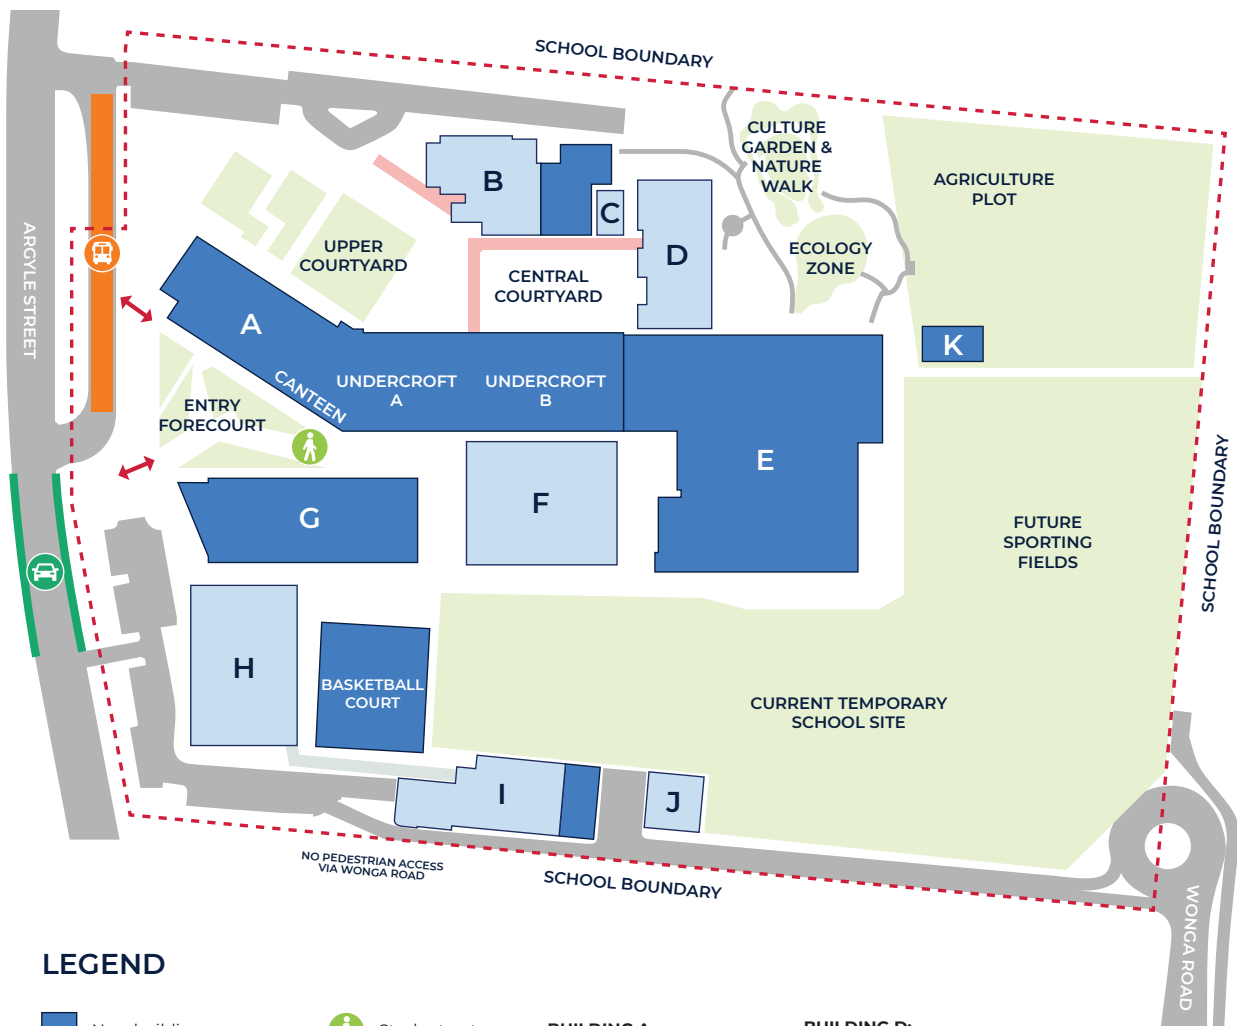 SCHOOL BOUNDARY
CULTURE
GARDEN &
NATURE
WALK
AGRICULTURE
PLOT
B
C
D
UPPER
COURTYARD
ECOLOGY
ZONE
CENTRAL
COURTYARD
ARGYLE STREET
A
K
CANTEEN
UNDERCROFT
A
UNDERCROFT
B
ENTRY
FORECOURT
E
F
G
FUTURE
SPORTING
FIELDS
SCHOOL BOUNDARY
H
BASKETBALL
COURT
CURRENT TEMPORARY
SCHOOL SITE
I
J
NO PEDESTRIAN ACCESS
VIA WONGA ROAD
SCHOOL BOUNDARY
WONGA ROAD
LEGEND
BUILDING A
BUILDING D: